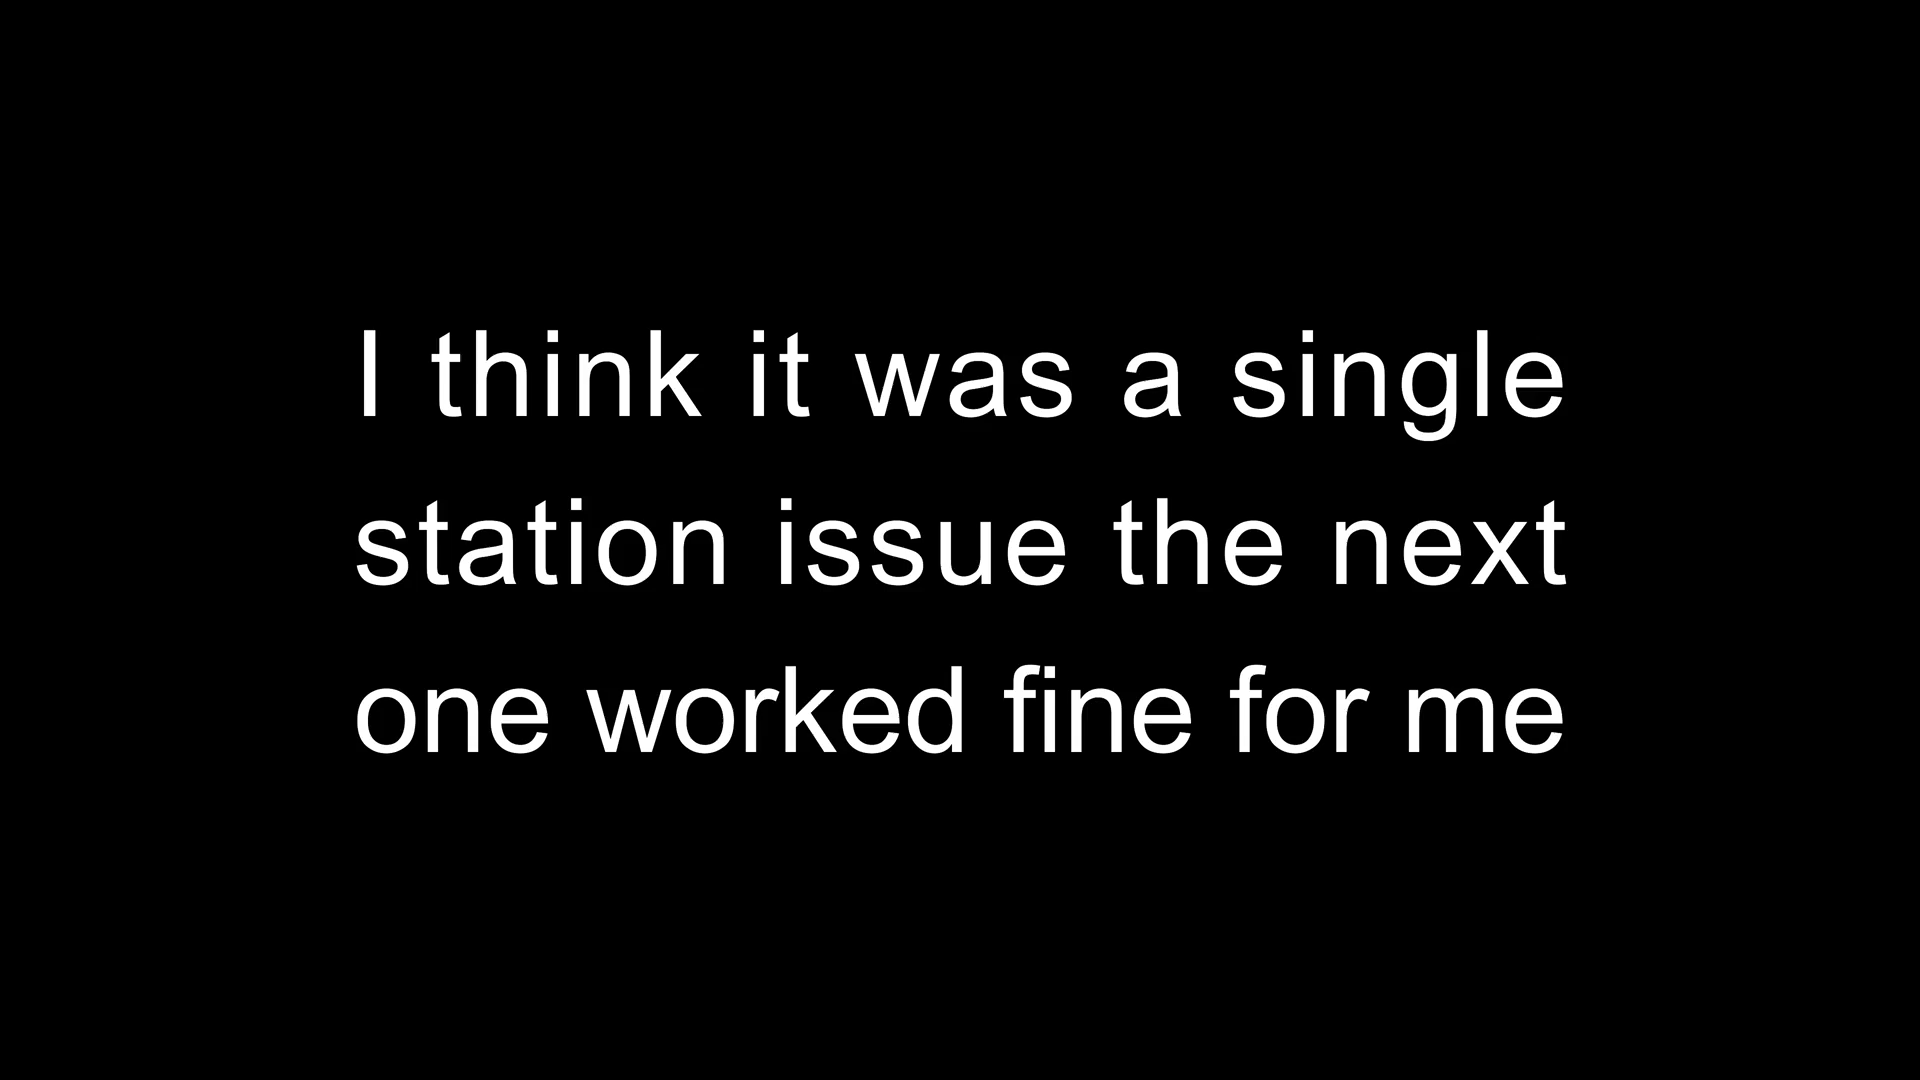 I think it was a single
station issue the next
one worked fine for me